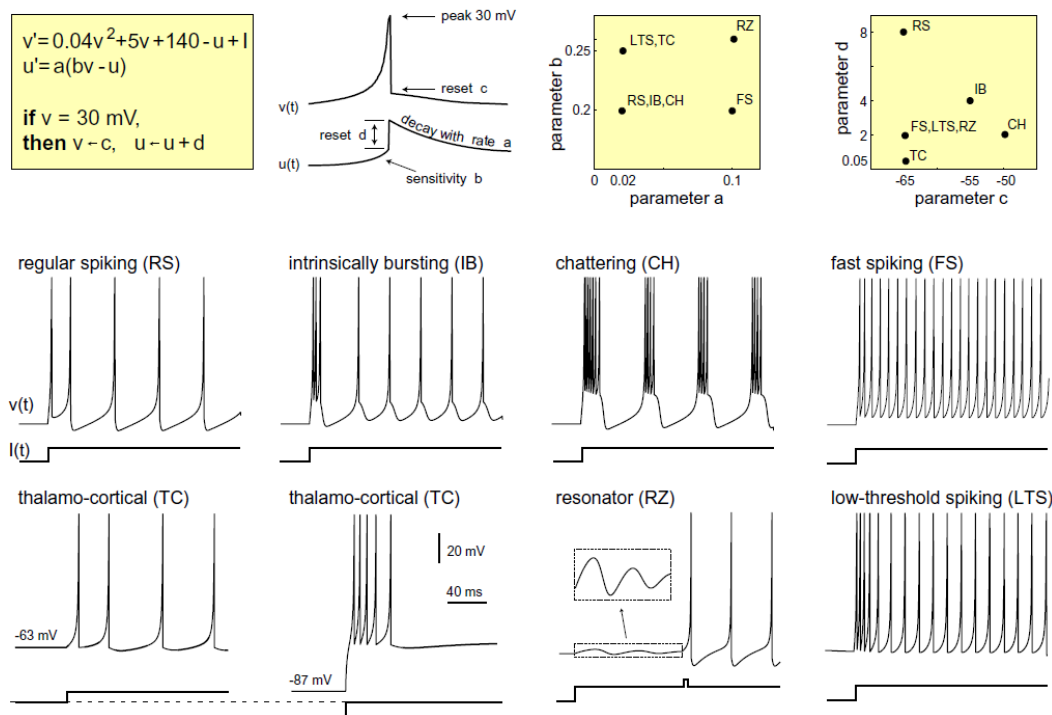 v'= 0.04v²+5v+140 - u + I
u'= a(bv - u)
if v = 30 mV,
then v ← c, u ← u + d
peak 30 mV
reset c
v(t)
reset d
decay with rate a
u(t)
sensitivity b
parameter b
0.25
0.2
LTS,TC
RZ
RS,IB,CH
FS
0
0.02
0.1
parameter a
parameter d
8
4
2
0.05
RS
IB
FS,LTS,RZ
CH
TC
-65
-55
-50
parameter c
regular spiking (RS)
intrinsically bursting (IB)
chattering (CH)
fast spiking (FS)
v(t)
I(t)
thalamo-cortical (TC)
thalamo-cortical (TC)
resonator (RZ)
low-threshold spiking (LTS)
20 mV
40 ms
-63 mV
-87 mV